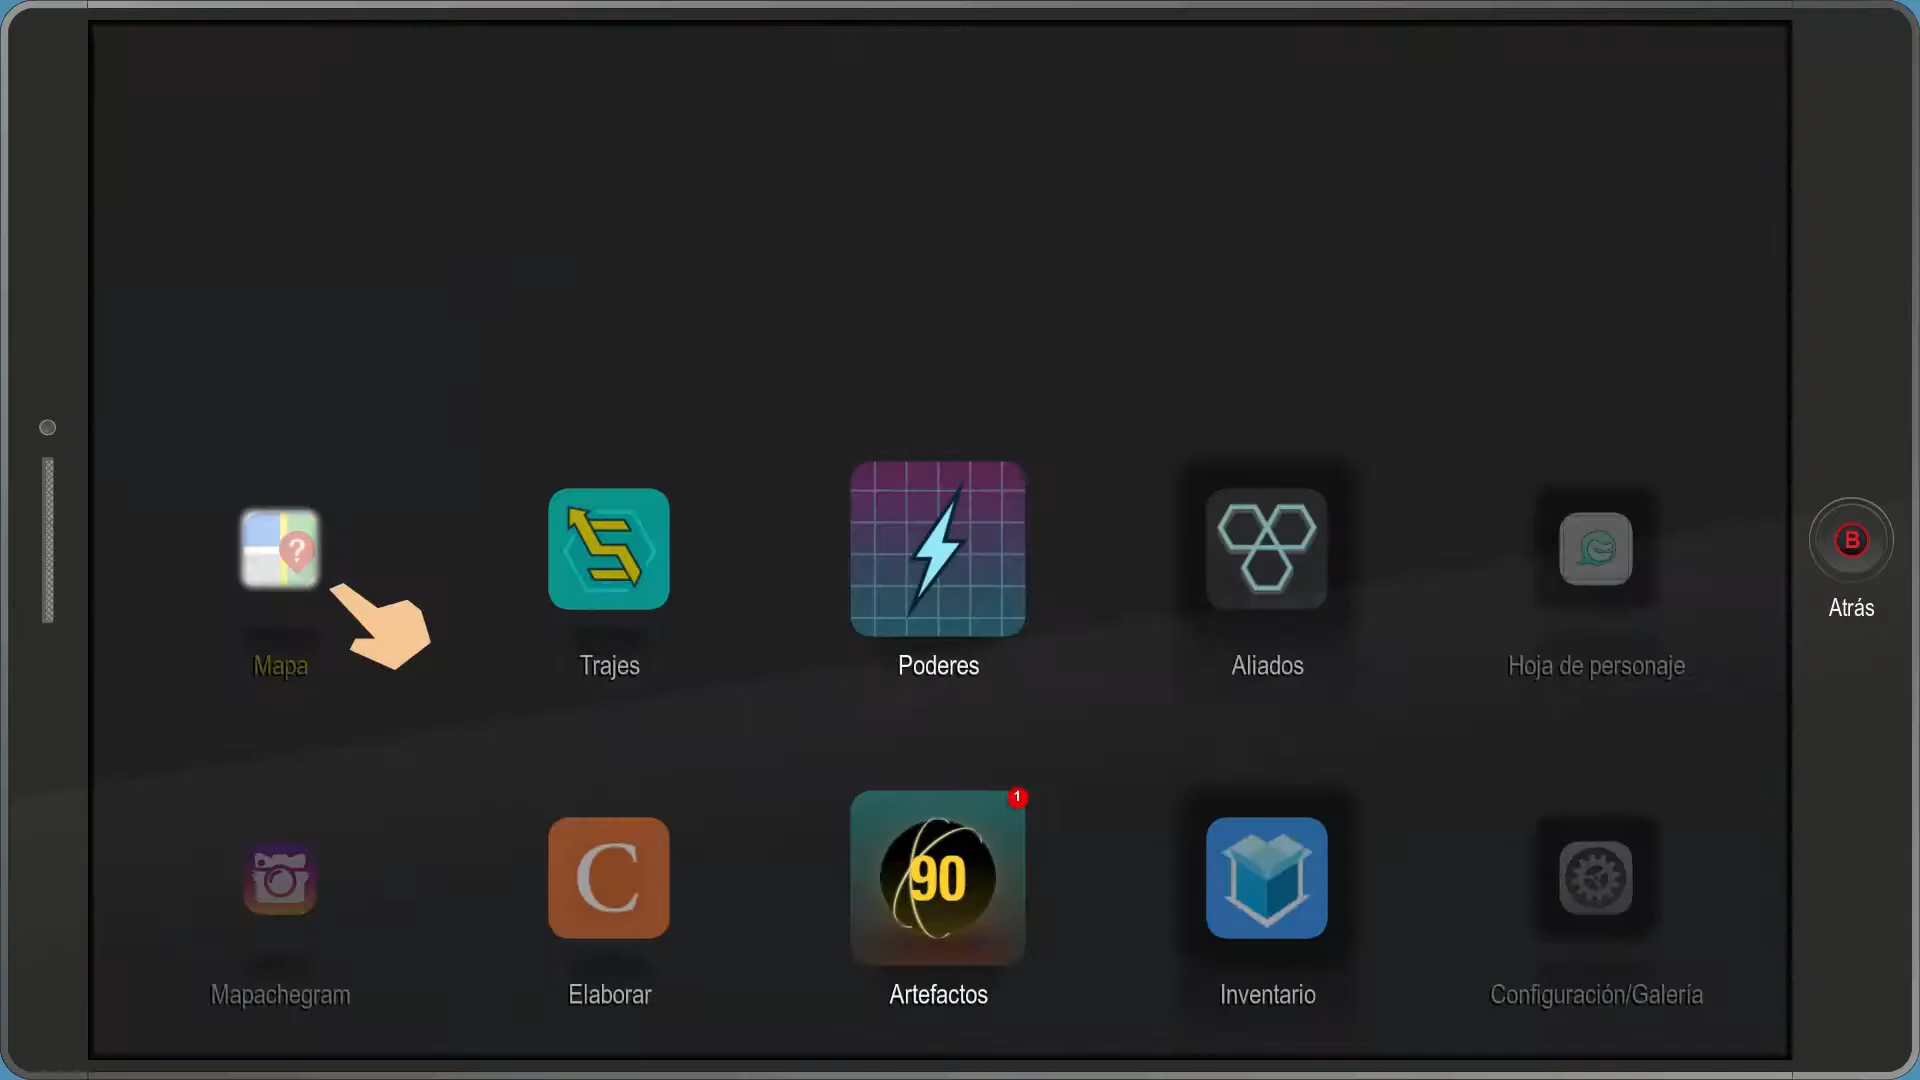 ?
Mapa
Trajes
Poderes
Aliados
Hoja de personaje
B
Atrás
1
C
90
Mapachegram
Elaborar
Artefactos
Inventario
Configuración/Galería